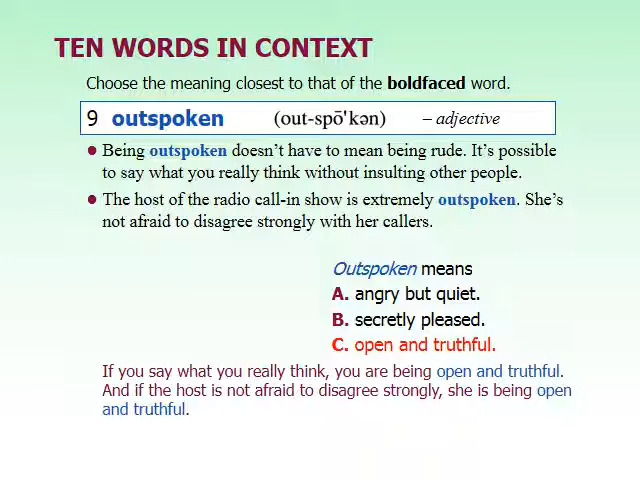 TEN WORDS IN CONTEXT
Choose the meaning closest to that of the boldfaced word.
9 outspoken (out-spō'kən) – adjective
● Being outspoken doesn't have to mean being rude. It's possible
to say what you really think without insulting other people.
● The host of the radio call-in show is extremely outspoken. She's
not afraid to disagree strongly with her callers.
Outspoken means
A. angry but quiet.
B. secretly pleased.
C. open and truthful.
If you say what you really think, you are being open and truthful.
And if the host is not afraid to disagree strongly, she is being open
and truthful.